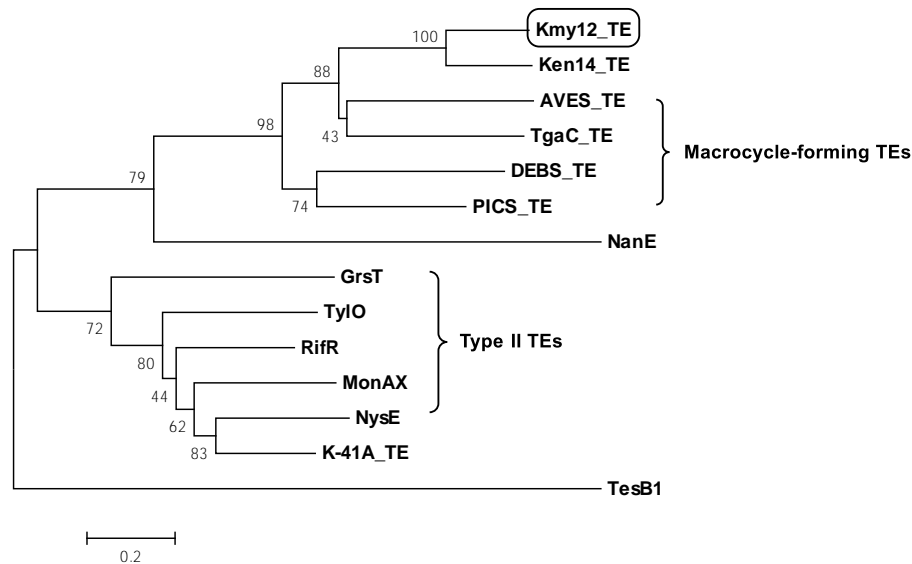 Kmy12_TE
100
Ken14_TE
88
AVES_TE
98
43
TgaC_TE
Macrocycle-forming TEs
DEBS_TE
79
74
PICS_TE
NanE
GrsT
72
TylO
80
RifR
Type II TEs
44
MonAX
62
NysE
83
K-41A_TE
TesB1
0.2